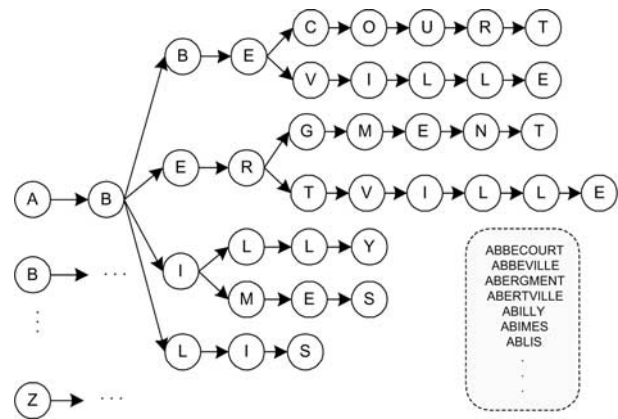 C O U R T
B E
V I L L E
G M E N T
E R
T V I L L E
A B
L L Y
B ...
I
M E S
L I S
Z ...
ABBECOURT
ABBEVILLE
ABERGMENT
ABERTVILLE
ABILLY
ABIMES
ABLIS
.
.
.